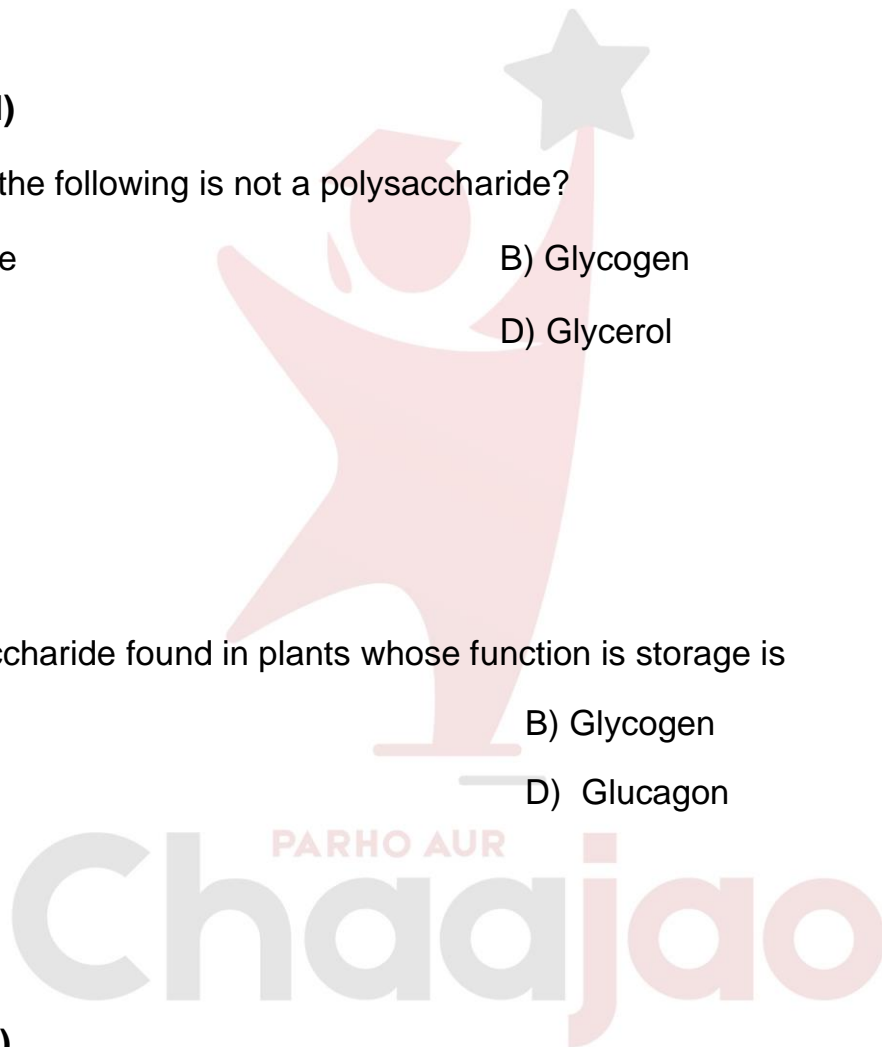 )
the following is not a polysaccharide?
e B) Glycogen
D) Glycerol
ccharide found in plants whose function is storage is
B) Glycogen
D) Glucagon
PARHO AUR
Chaajao
)